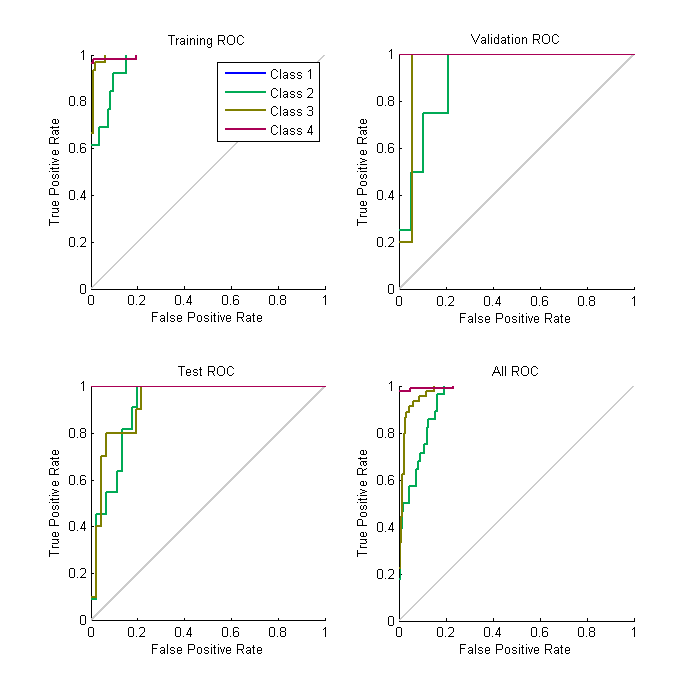 Training ROC
1
0.8
0.6
0.4
0.2
0
True Positive Rate
Class 1
Class 2
Class 3
Class 4
0 0.2 0.4 0.6 0.8 1
False Positive Rate
Validation ROC
1
0.8
0.6
0.4
0.2
0
True Positive Rate
0 0.2 0.4 0.6 0.8 1
False Positive Rate
Test ROC
1
0.8
0.6
0.4
0.2
0
True Positive Rate
0 0.2 0.4 0.6 0.8 1
False Positive Rate
All ROC
1
0.8
0.6
0.4
0.2
0
True Positive Rate
0 0.2 0.4 0.6 0.8 1
False Positive Rate